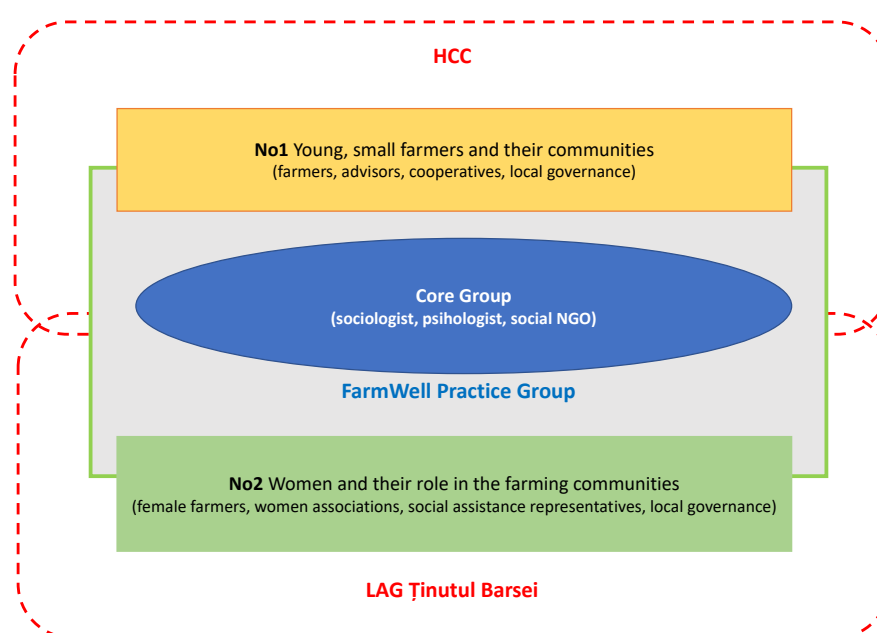 HCC
No1 Young, small farmers and their communities
(farmers, advisors, cooperatives, local governance)
Core Group
(sociologist, psihologist, social NGO)
FarmWell Practice Group
No2 Women and their role in the farming communities
(female farmers, women associations, social assistance representatives, local governance)
LAG Ținutul Barsei